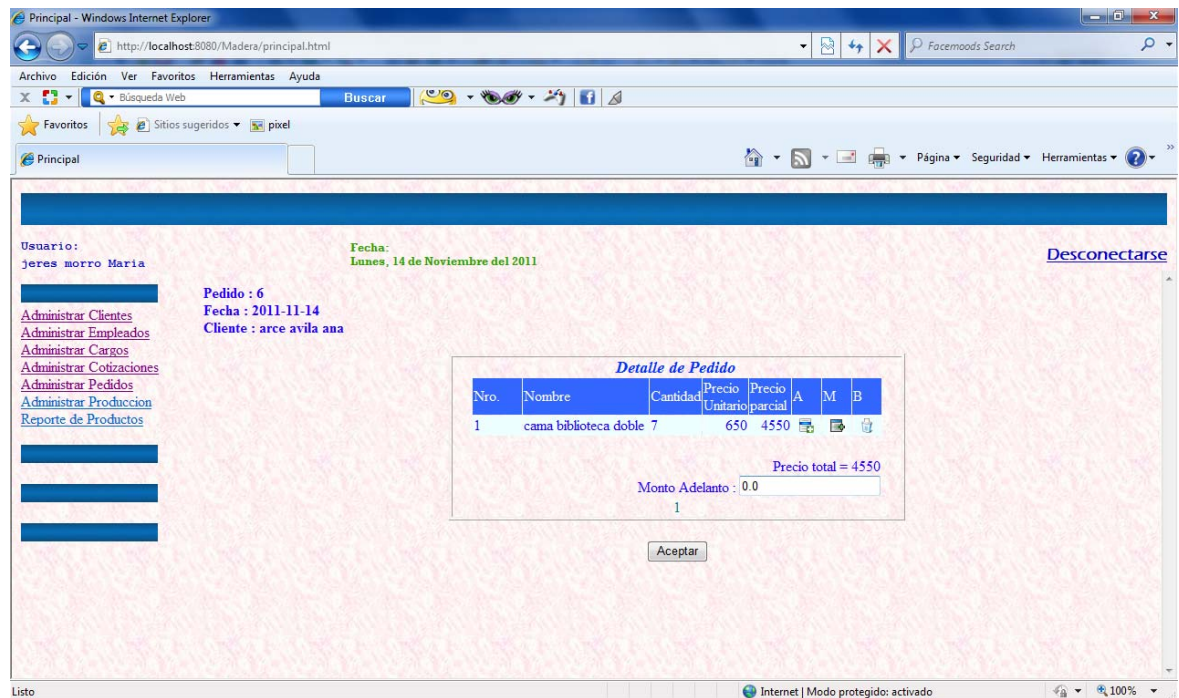 Principal - Windows Internet Explorer
http://localhost:8080/Madera/principal.html
Facemoods Search
Archivo Edición Ver Favoritos Herramientas Ayuda
X Búsqueda Web Buscar
Favoritos Sitios sugeridos pixel
Principal
Página Seguridad Herramientas
Usuario:
jeres morro Maria
Fecha:
Lunes, 14 de Noviembre del 2011
Desconectarse
Administrar Clientes
Administrar Empleados
Administrar Cargos
Administrar Cotizaciones
Administrar Pedidos
Administrar Produccion
Reporte de Productos
Pedido : 6
Fecha : 2011-11-14
Cliente : arce avila ana
Detalle de Pedido
Nro. Nombre Cantidad Precio Unitario Precio parcial A M B
1 cama biblioteca doble 7 650 4550
Precio total = 4550
Monto Adelanto : 0.0
1
Aceptar
Listo
Internet | Modo protegido: activado
100%